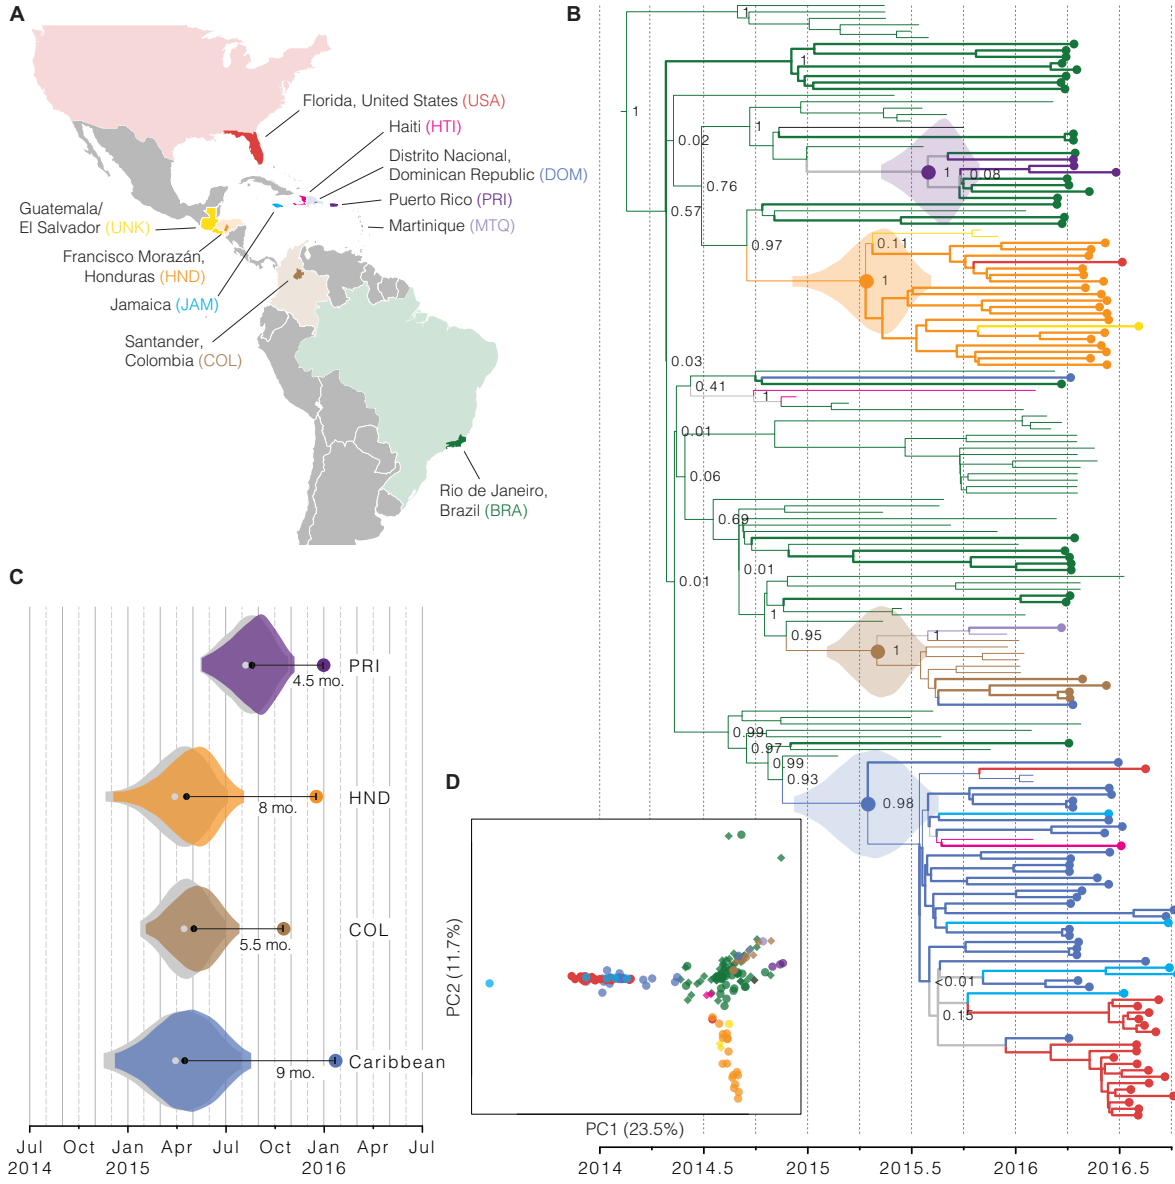 A
Florida, United States (USA)
Haiti (HTI)
Distrito Nacional,
Dominican Republic (DOM)
Puerto Rico (PRI)
Martinique (MTQ)
Guatemala/
El Salvador (UNK)
Francisco Morazán,
Honduras (HND)
Jamaica (JAM)
Santander,
Colombia (COL)
Rio de Janeiro,
Brazil (BRA)
B
1
1
1
0.02
1
1
0.08
0.76
0.57
0.97
0.11
1
0.03
0.41
1
0.01
0.06
0.69
0.01
0.01
1
0.95
1
1
0.99
0.97
0.99
0.93
0.98
<0.01
0.15
2014
2014.5
2015
2015.5
2016
2016.5
C
PRI
4.5 mo.
HND
8 mo.
COL
5.5 mo.
Caribbean
9 mo.
Jul Oct Jan Apr Jul Oct Jan Apr Jul
2014 2015 2016
D
PC2 (11.7%)
PC1 (23.5%)